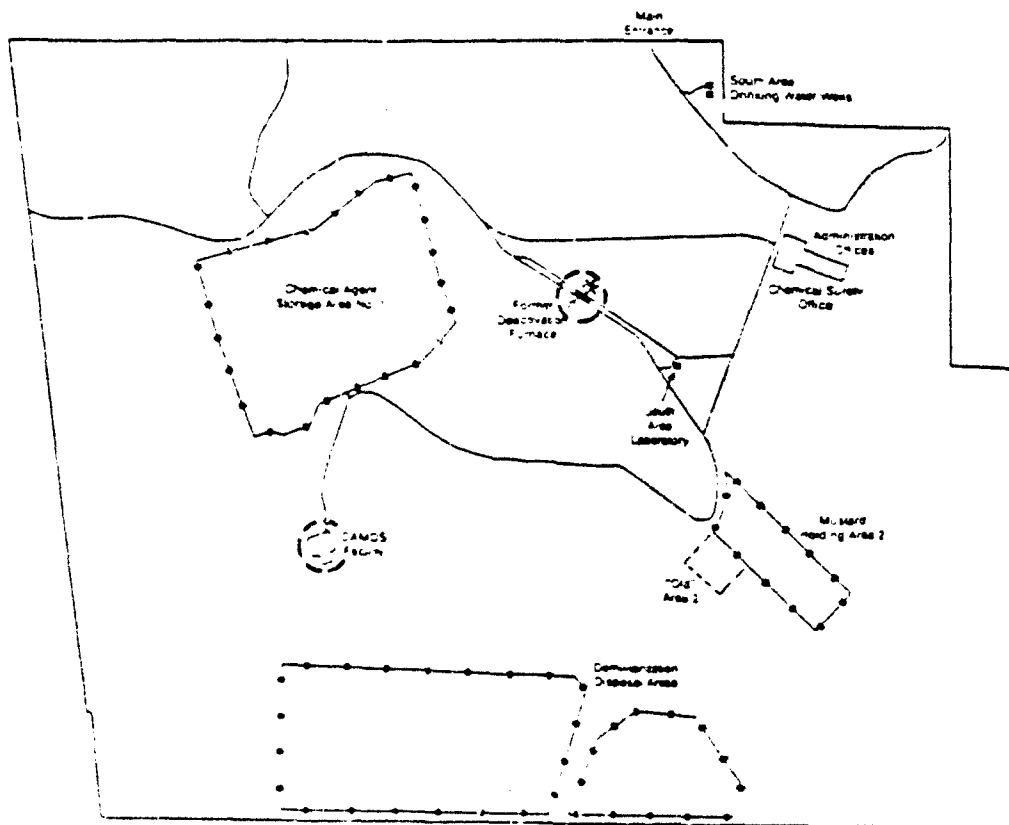 Main
Entrance
South Area
Drinking Water Wells
Administration
Offices
Chemical Surety
Office
Chemical Agent
Storage Area No. 1
Former
Deactivation
Furnace
South
Area
Laboratory
Mustard
Holding Area 2
"Old"
Area 2
CAMDS
Facility
Demilitarization
Disposal Areas